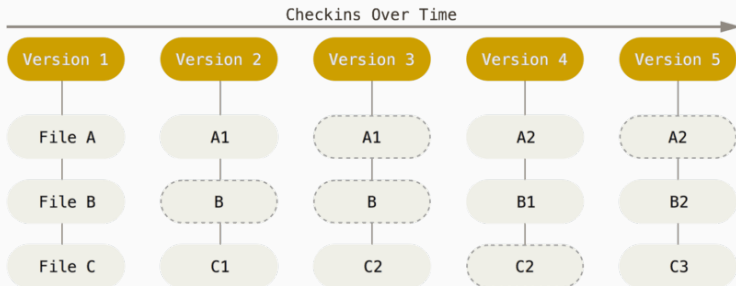 Checkins Over Time
Version 1 Version 2 Version 3 Version 4 Version 5
File A A1 A1 A2 A2
File B B B B1 B2
File C C1 C2 C2 C3